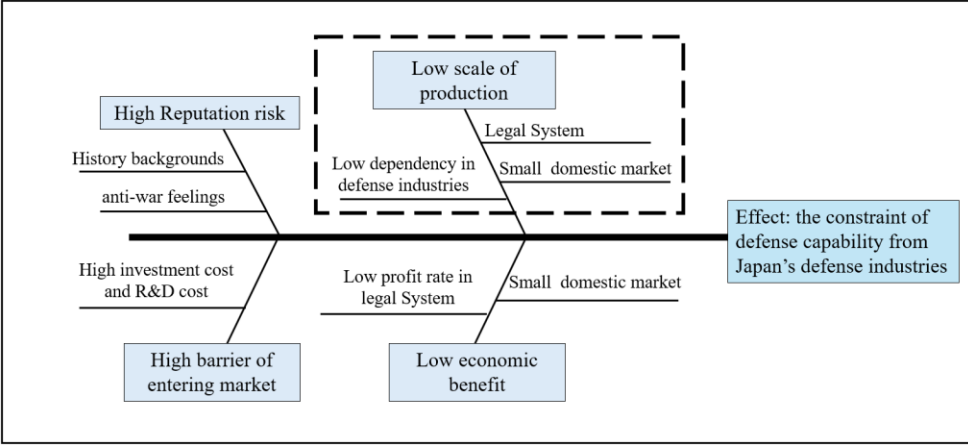 Low scale of
production
High Reputation risk
Legal System
History backgrounds
Low dependency in
defense industries
Small domestic market
anti-war feelings
Effect: the constraint of
defense capability from
Japan's defense industries
High investment cost
and R&D cost
Low profit rate in
legal System
Small domestic market
High barrier of
entering market
Low economic
benefit